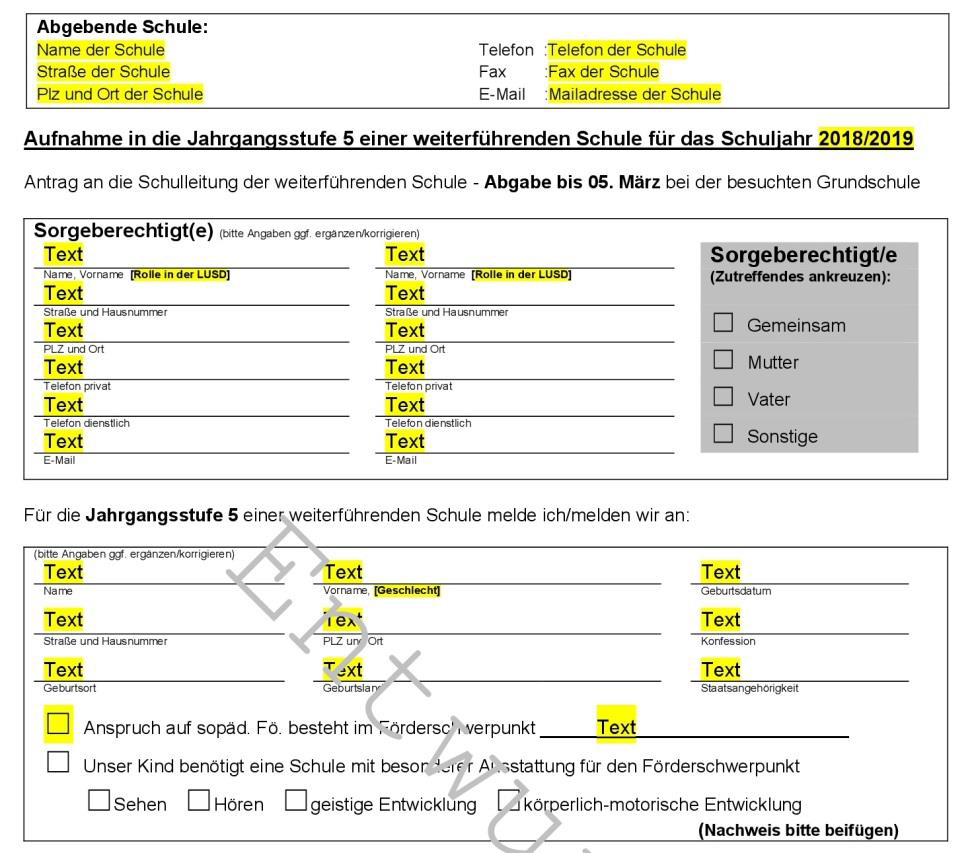 Abgebende Schule:
Name der Schule Telefon :Telefon der Schule
Straße der Schule Fax :Fax der Schule
Plz und Ort der Schule E-Mail :Mailadresse der Schule
Aufnahme in die Jahrgangsstufe 5 einer weiterführenden Schule für das Schuljahr 2018/2019
Antrag an die Schulleitung der weiterführenden Schule - Abgabe bis 05. März bei der besuchten Grundschule
Sorgeberechtigt(e) (bitte Angaben ggf. ergänzen/korrigieren)
Text Text
Name, Vorname [Rolle in der LUSD] Name, Vorname [Rolle in der LUSD]
Text Text
Straße und Hausnummer Straße und Hausnummer
Text Text
PLZ und Ort PLZ und Ort
Text Text
Telefon privat Telefon privat
Text Text
Telefon dienstlich Telefon dienstlich
Text Text
E-Mail E-Mail
Sorgeberechtigt/e
(Zutreffendes ankreuzen):
Gemeinsam
Mutter
Vater
Sonstige
Für die Jahrgangsstufe 5 einer weiterführenden Schule melde ich/melden wir an:
(bitte Angaben ggf. ergänzen/korrigieren)
Text Text Text
Name Vorname, [Geschlecht] Geburtsdatum
Text Text Text
Straße und Hausnummer PLZ und Ort Konfession
Text Text Text
Geburtsort Geburtsland Staatsangehörigkeit
Anspruch auf sopäd. Fö. besteht im Förderschwerpunkt Text
Unser Kind benötigt eine Schule mit besonderer Ausstattung für den Förderschwerpunkt
Sehen Hören geistige Entwicklung körperlich-motorische Entwicklung
(Nachweis bitte beifügen)
Entwu